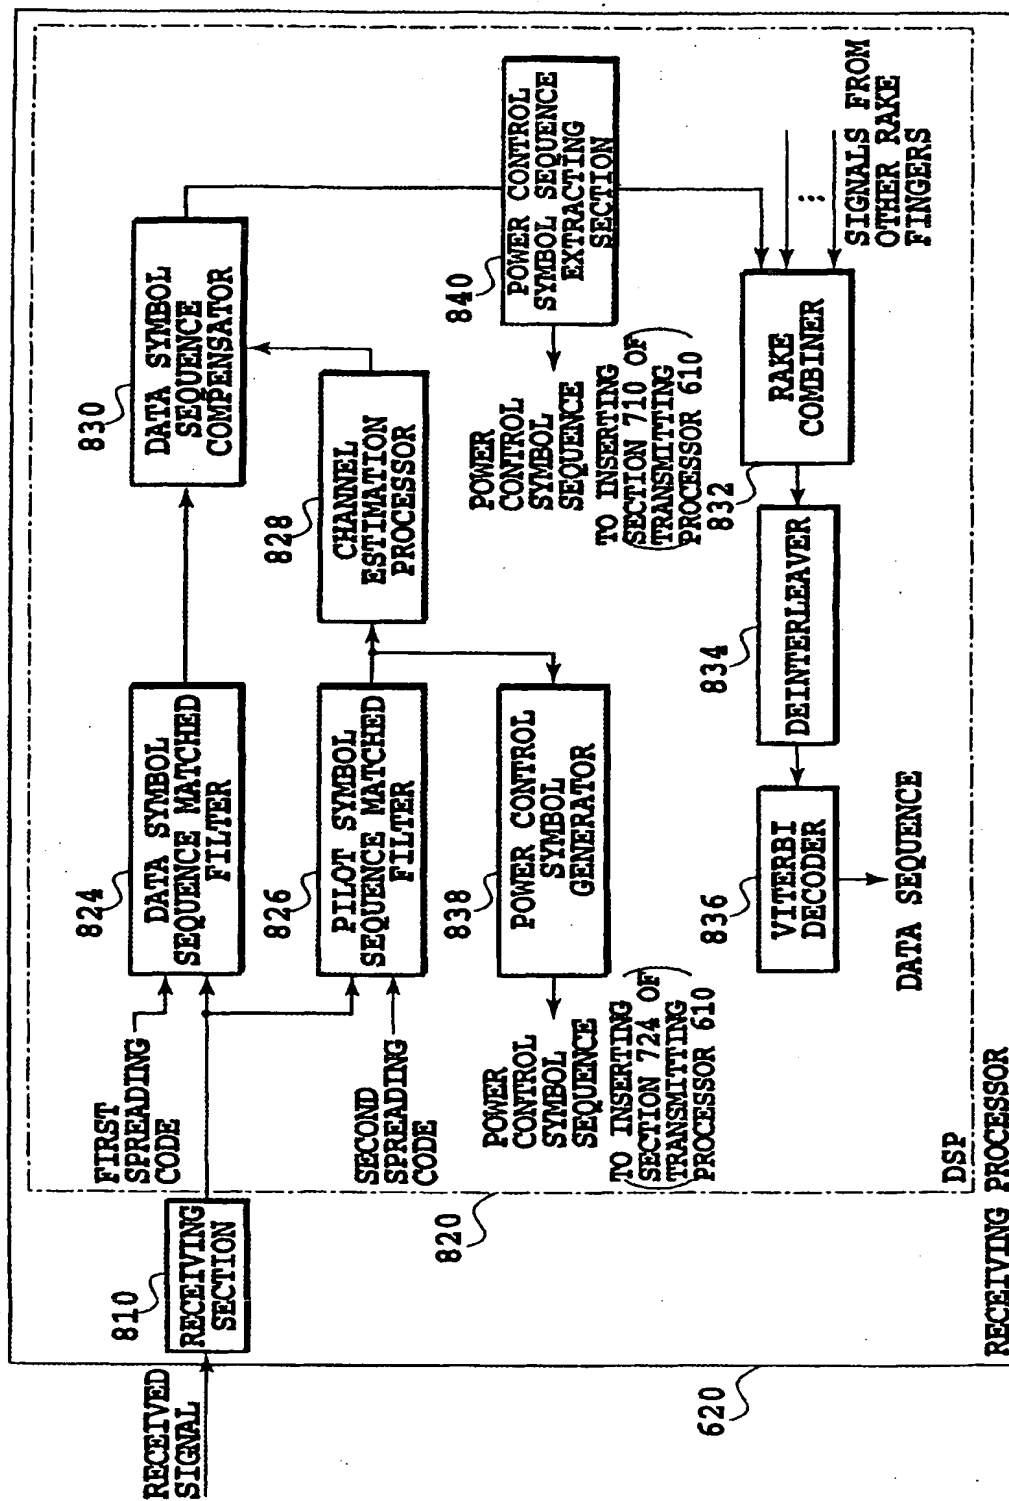 RECEIVED
SIGNAL
810
RECEIVING
SECTION
FIRST
SPREADING
CODE
824
DATA SYMBOL
SEQUENCE MATCHED
FILTER
830
DATA SYMBOL
SEQUENCE
COMPENSATOR
SECOND
SPREADING
CODE
826
PILOT SYMBOL
SEQUENCE MATCHED
FILTER
828
CHANNEL
ESTIMATION
PROCESSOR
838
POWER CONTROL
SYMBOL
GENERATOR
POWER
CONTROL
SYMBOL
SEQUENCE
(TO INSERTING
SECTION 724 OF
TRANSMITTING
PROCESSOR 610)
840
POWER CONTROL
SYMBOL SEQUENCE
EXTRACTING
SECTION
POWER
CONTROL
SYMBOL
SEQUENCE
(TO INSERTING
SECTION 710 OF
TRANSMITTING
PROCESSOR 610)
832
RAKE
COMBINER
SIGNALS FROM
OTHER RAKE
FINGERS
834
DEINTERLEAVER
836
VITERBI
DECODER
DATA SEQUENCE
820
DSP
620
RECEIVING PROCESSOR